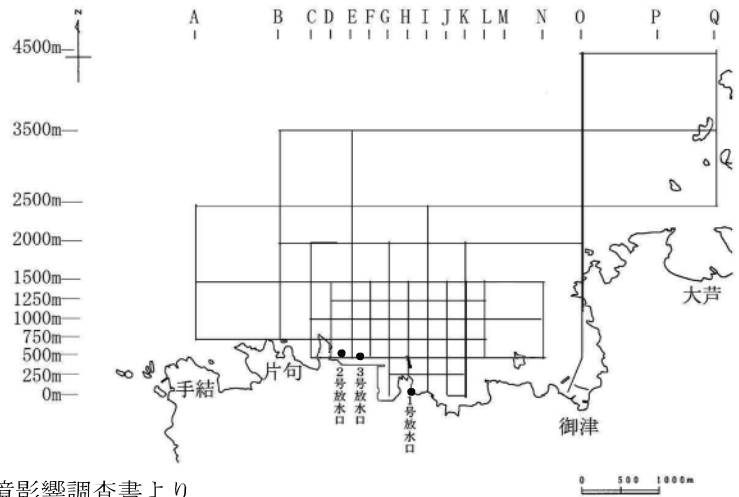 A B C D E F G H I J K L M N O P Q
z
4500m
3500m
2500m
2000m
1500m
1250m
1000m
750m
500m
250m
0m
大芦
片句
手結
2号放水口
3号放水口
1号放水口
御津
境影響調査書より
0 500 1000m